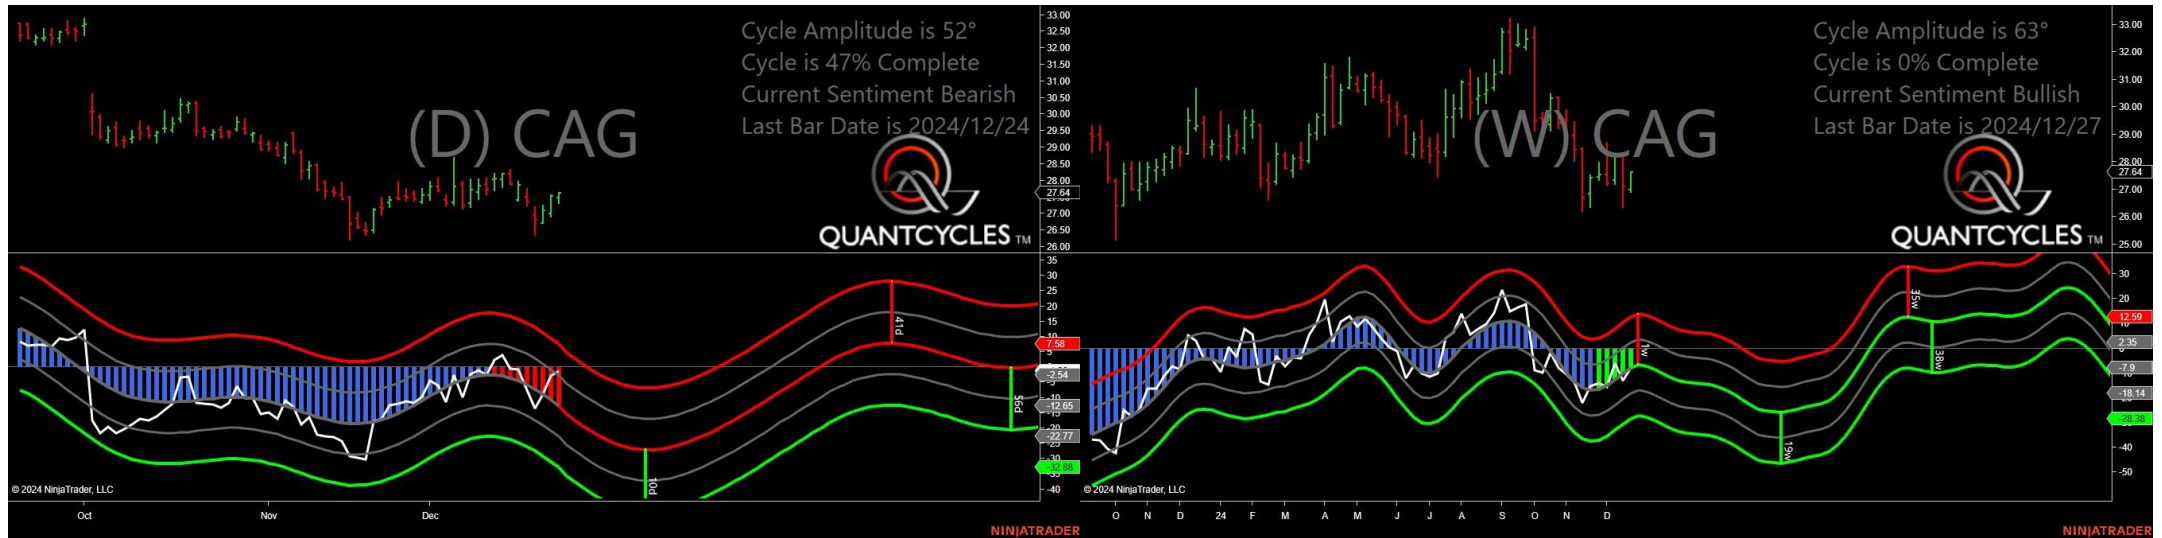 Cycle Amplitude is 52°
Cycle is 47% Complete
Current Sentiment Bearish
Last Bar Date is 2024/12/24
(D) CAG
QUANTCYCLES TM
33.00
32.50
32.00
31.50
31.00
30.50
30.00
29.50
29.00
28.50
28.00
27.64
27.00
26.50
26.00
35
30
25
20
15
7.58
5
-2.54
-12.65
-22.77
-32.88
-40
41d
56d
10d
© 2024 NinjaTrader, LLC
Oct Nov Dec
NINJATRADER
Cycle Amplitude is 63°
Cycle is 0% Complete
Current Sentiment Bullish
Last Bar Date is 2024/12/27
(W) CAG
QUANTCYCLES TM
33.00
32.00
31.00
30.00
29.00
28.00
27.64
27.00
26.00
25.00
30
20
12.59
2.35
-7.9
-18.14
-28.38
-40
-50
35w
1w
38w
19w
© 2024 NinjaTrader, LLC
O N D 24 F M A M J J A S O N D
NINJATRADER